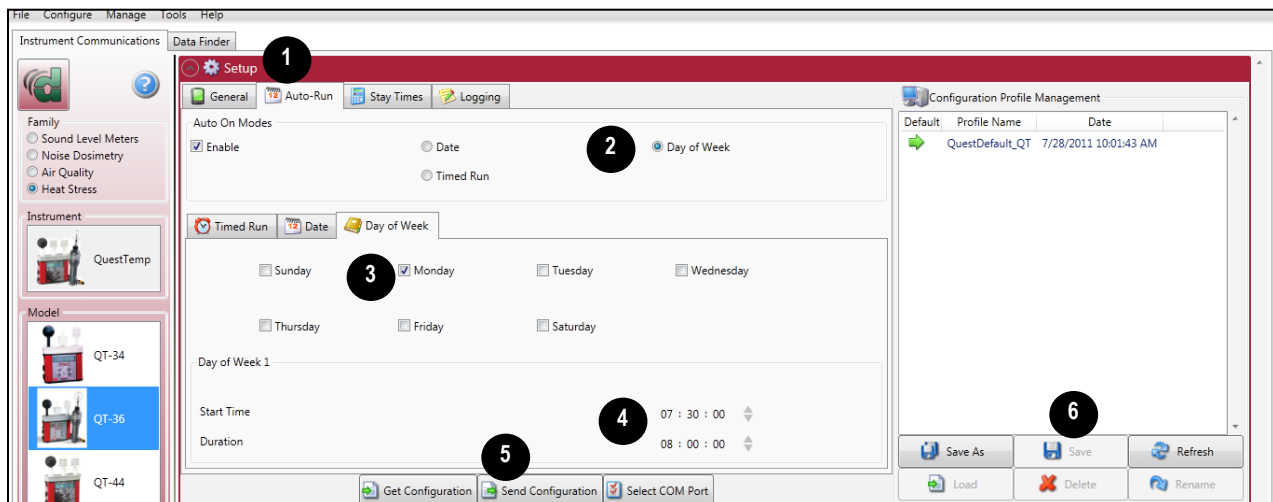 File Configure Manage Tools Help
Instrument Communications Data Finder
1
Setup
General 12 Auto-Run Stay Times Logging
Configuration Profile Management
Family
Sound Level Meters
Noise Dosimetry
Air Quality
Heat Stress
Auto On Modes
Enable Date 2 Day of Week
Timed Run
Default Profile Name Date
QuestDefault_QT 7/28/2011 10:01:43 AM
Instrument
QuestTemp
Timed Run 12 Date Day of Week
Sunday 3 Monday Tuesday Wednesday
Thursday Friday Saturday
Model
QT-34
QT-36
QT-44
Day of Week 1
Start Time 07 : 30 : 00
4
Duration 08 : 00 : 00
5
6
Get Configuration Send Configuration Select COM Port
Save As Save Refresh
Load Delete Rename